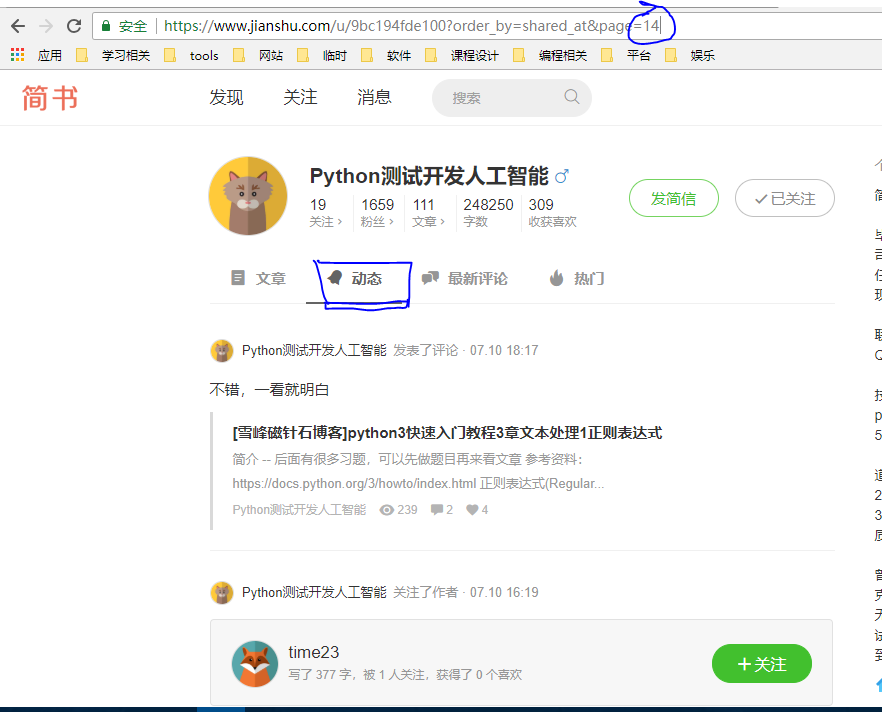 安全 https://www.jianshu.com/u/9bc194fde100?order_by=shared_at&page=14
应用 学习相关 tools 网站 临时 软件 课程设计 编程相关 平台 娱乐
简书 发现 关注 消息 搜索
Python测试开发人工智能
19 1659 111 248250 309
关注 粉丝 文章 字数 收获喜欢
发简信 已关注
文章 动态 最新评论 热门
Python测试开发人工智能 发表了评论 · 07.10 18:17
不错，一看就明白
[雪峰磁针石博客]python3快速入门教程3章文本处理1正则表达式
简介 -- 后面有很多习题，可以先做题目再来看文章 参考资料：
https://docs.python.org/3/howto/index.html 正则表达式(Regular...
Python测试开发人工智能 239 2 4
Python测试开发人工智能 关注了作者 · 07.10 16:19
time23
写了 377 字，被 1 人关注，获得了 0 个喜欢
+关注